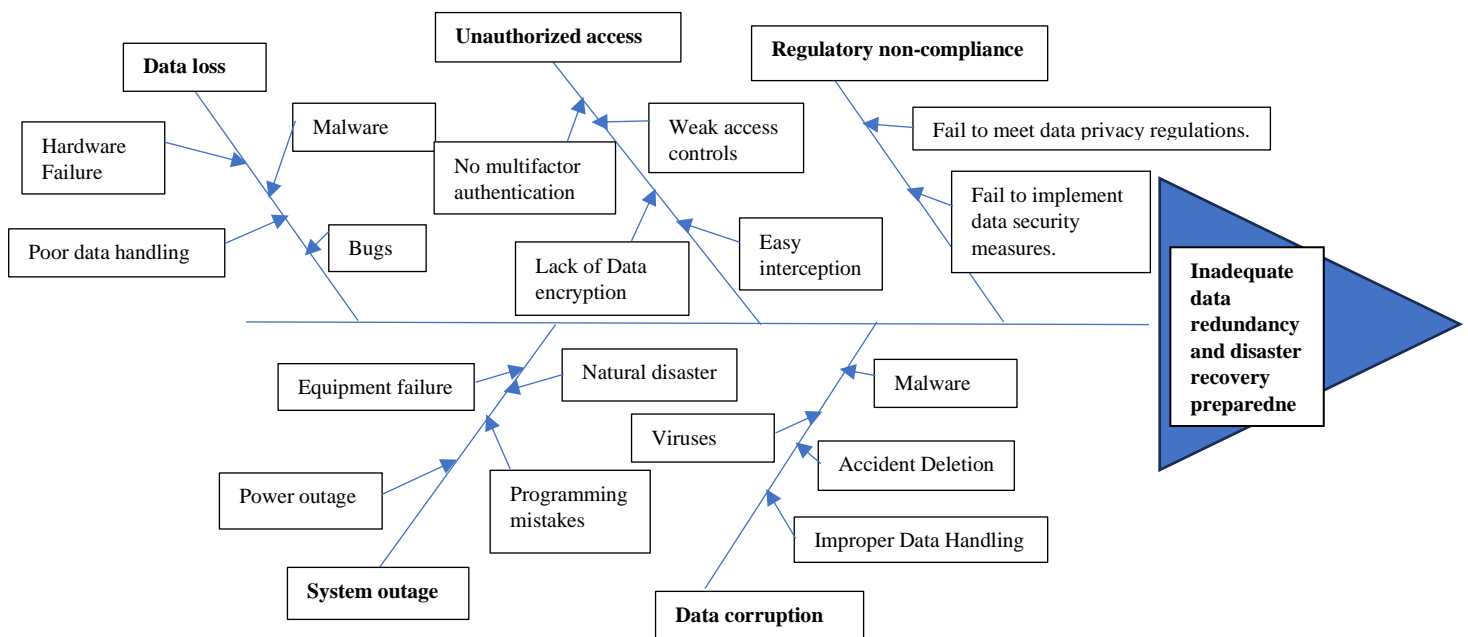 Unauthorized access
Regulatory non-compliance
Data loss
Malware
Hardware
Failure
Weak access
controls
Fail to meet data privacy regulations.
No multifactor
authentication
Fail to implement
data security
measures.
Poor data handling
Bugs
Easy
interception
Lack of Data
encryption
Inadequate
data
redundancy
and disaster
recovery
preparedne
Equipment failure
Natural disaster
Malware
Viruses
Accident Deletion
Power outage
Programming
mistakes
Improper Data Handling
System outage
Data corruption